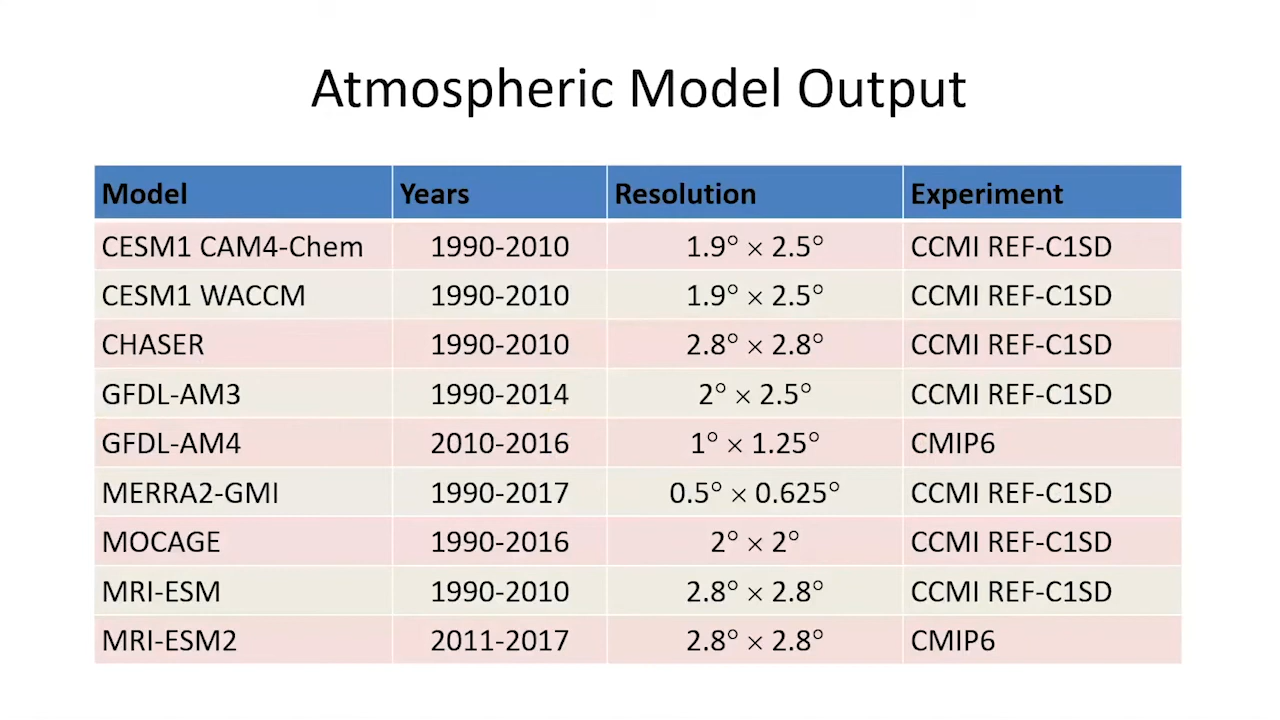 Atmospheric Model Output
Model Years Resolution Experiment
CESM1 CAM4-Chem 1990-2010 1.9° × 2.5° CCMI REF-C1SD
CESM1 WACCM 1990-2010 1.9° × 2.5° CCMI REF-C1SD
CHASER 1990-2010 2.8° × 2.8° CCMI REF-C1SD
GFDL-AM3 1990-2014 2° × 2.5° CCMI REF-C1SD
GFDL-AM4 2010-2016 1° × 1.25° CMIP6
MERRA2-GMI 1990-2017 0.5° × 0.625° CCMI REF-C1SD
MOCAGE 1990-2016 2° × 2° CCMI REF-C1SD
MRI-ESM 1990-2010 2.8° × 2.8° CCMI REF-C1SD
MRI-ESM2 2011-2017 2.8° × 2.8° CMIP6